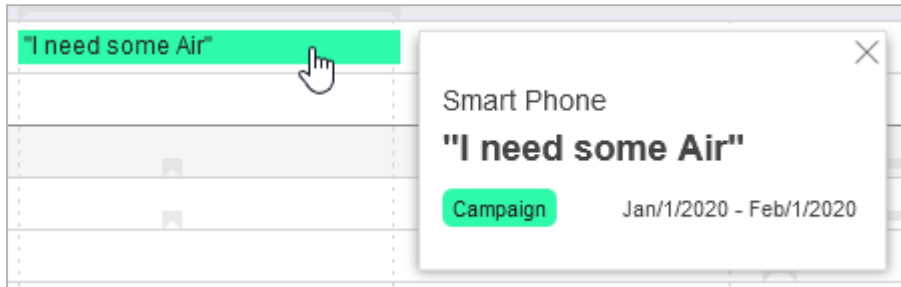 "I need some Air"
Smart Phone
"I need some Air"
Campaign Jan/1/2020 - Feb/1/2020